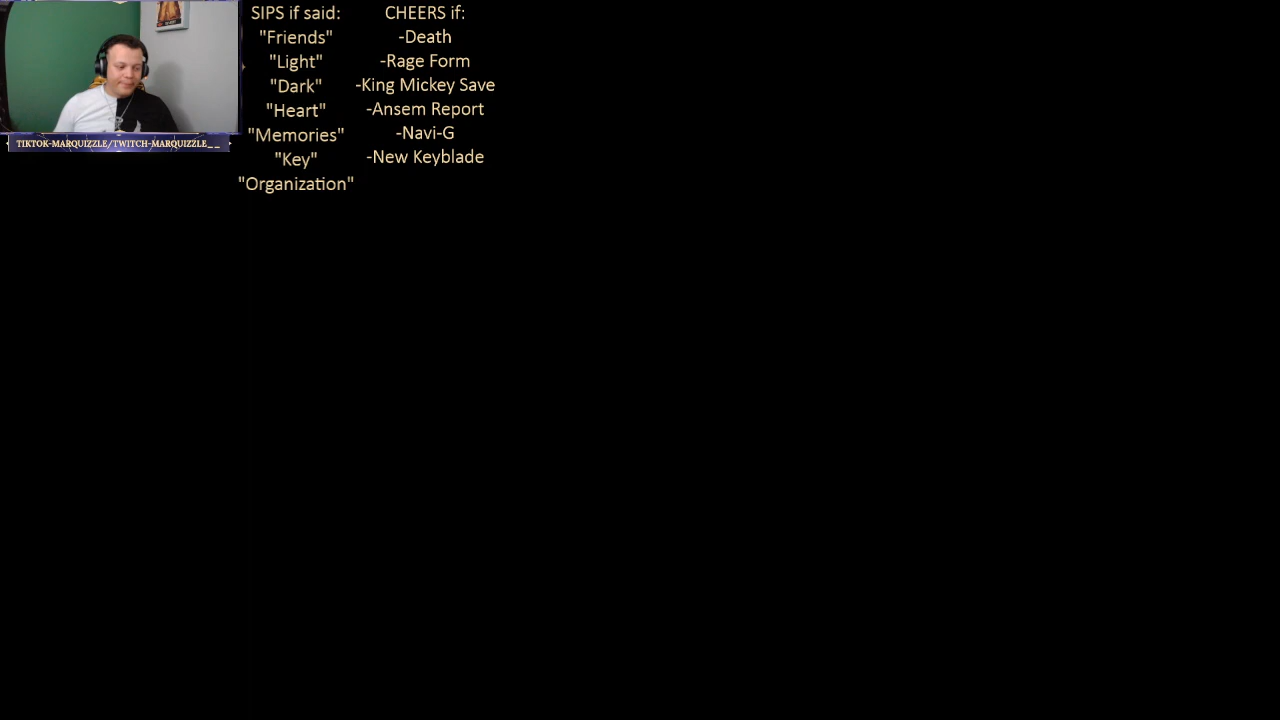 SIPS if said:
"Friends"
"Light"
"Dark"
"Heart"
"Memories"
"Key"
"Organization"
CHEERS if:
-Death
-Rage Form
-King Mickey Save
-Ansem Report
-Navi-G
-New Keyblade
TIKTOK-MARQUIZZLE/TWITCH-MARQUIZZLE__